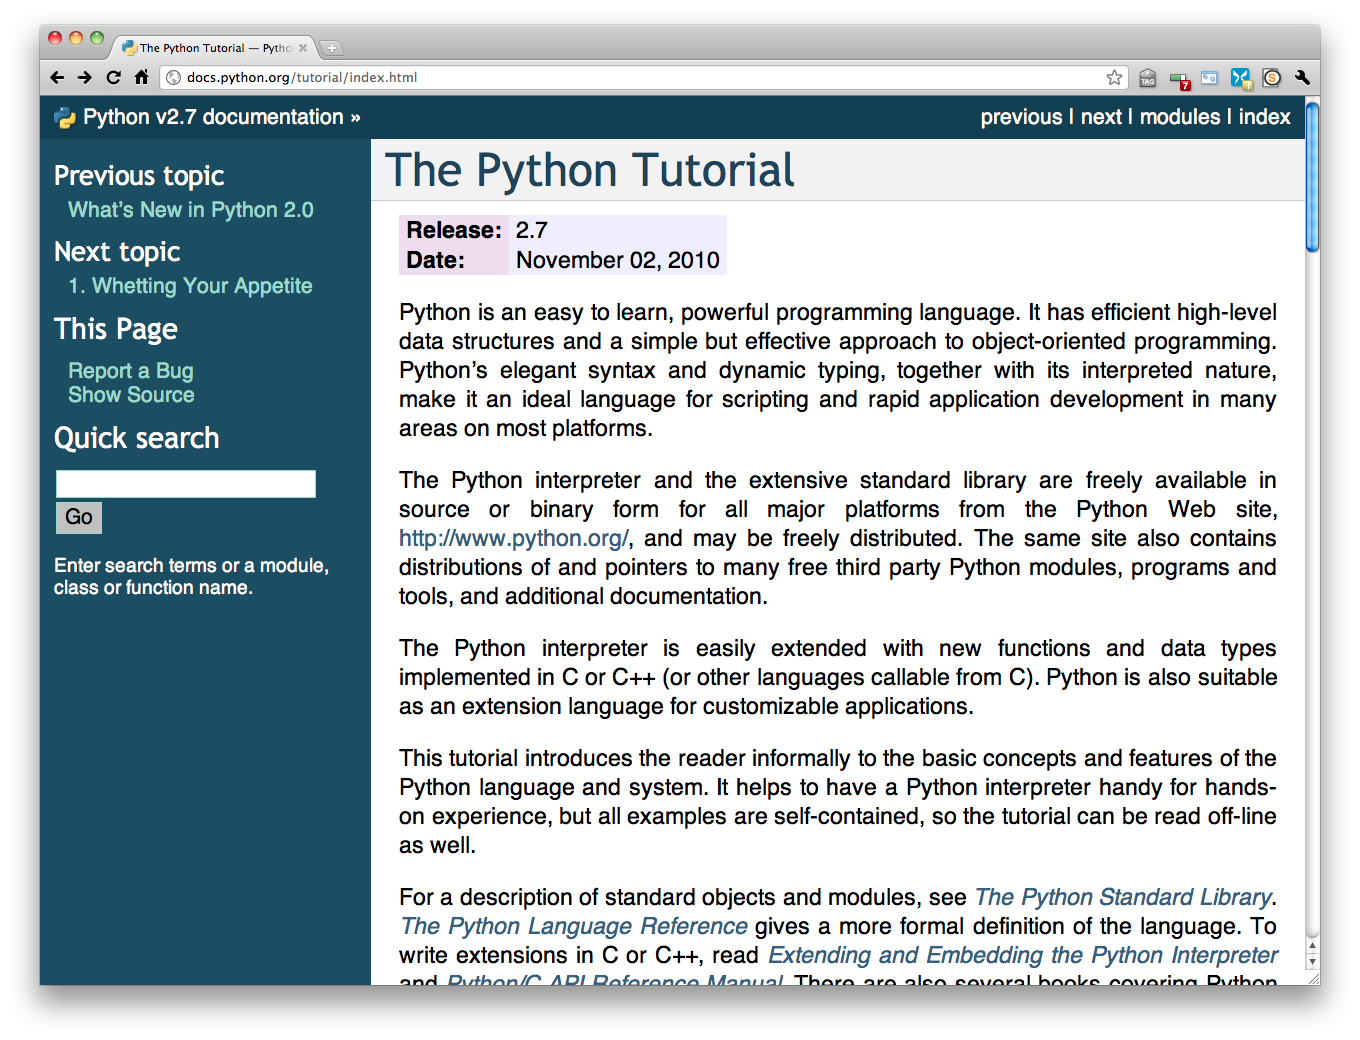 The Python Tutorial — Pytho
docs.python.org/tutorial/index.html
TAG
7
S
Python v2.7 documentation »
previous | next | modules | index
Previous topic
What's New in Python 2.0
Next topic
1. Whetting Your Appetite
This Page
Report a Bug
Show Source
Quick search
Go
Enter search terms or a module,
class or function name.
The Python Tutorial
Release: 2.7
Date: November 02, 2010
Python is an easy to learn, powerful programming language. It has efficient high-level
data structures and a simple but effective approach to object-oriented programming.
Python's elegant syntax and dynamic typing, together with its interpreted nature,
make it an ideal language for scripting and rapid application development in many
areas on most platforms.
The Python interpreter and the extensive standard library are freely available in
source or binary form for all major platforms from the Python Web site,
http://www.python.org/, and may be freely distributed. The same site also contains
distributions of and pointers to many free third party Python modules, programs and
tools, and additional documentation.
The Python interpreter is easily extended with new functions and data types
implemented in C or C++ (or other languages callable from C). Python is also suitable
as an extension language for customizable applications.
This tutorial introduces the reader informally to the basic concepts and features of the
Python language and system. It helps to have a Python interpreter handy for hands-
on experience, but all examples are self-contained, so the tutorial can be read off-line
as well.
For a description of standard objects and modules, see The Python Standard Library.
The Python Language Reference gives a more formal definition of the language. To
write extensions in C or C++, read Extending and Embedding the Python Interpreter
and Python/C API Reference Manual. There are also several books covering Python